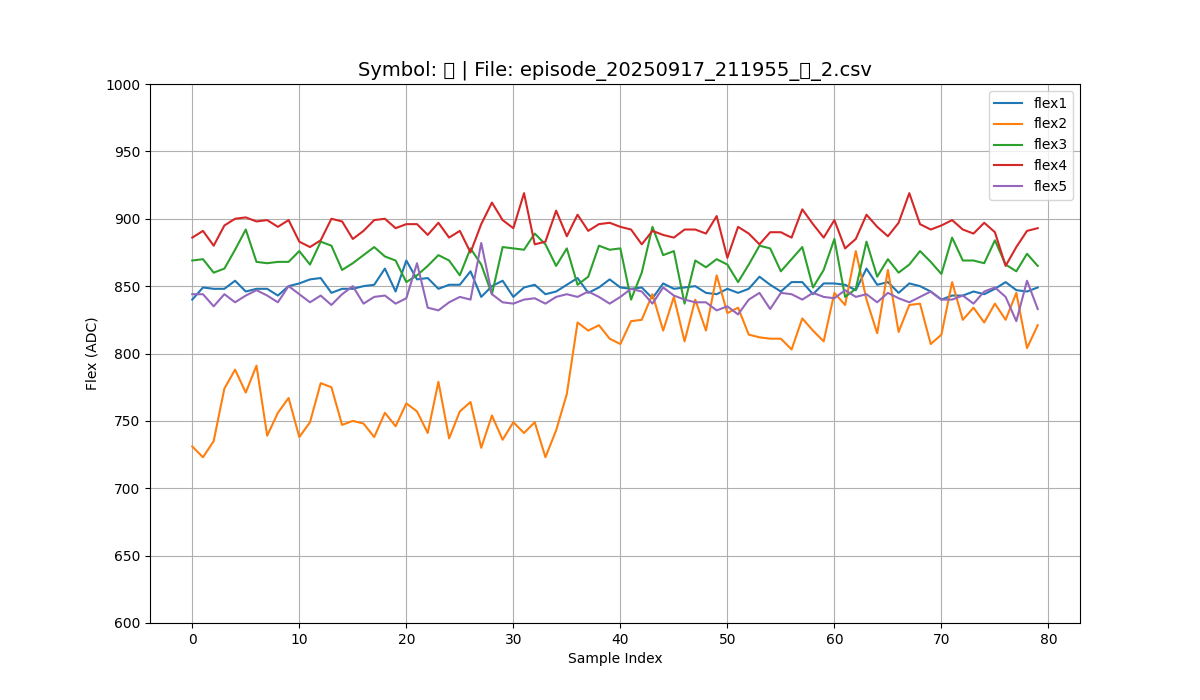 Symbol: ▯ | File: episode_20250917_211955_▯_2.csv
flex1
flex2
flex3
flex4
flex5
Flex (ADC)
1000
950
900
850
800
750
700
650
600
0 10 20 30 40 50 60 70 80
Sample Index